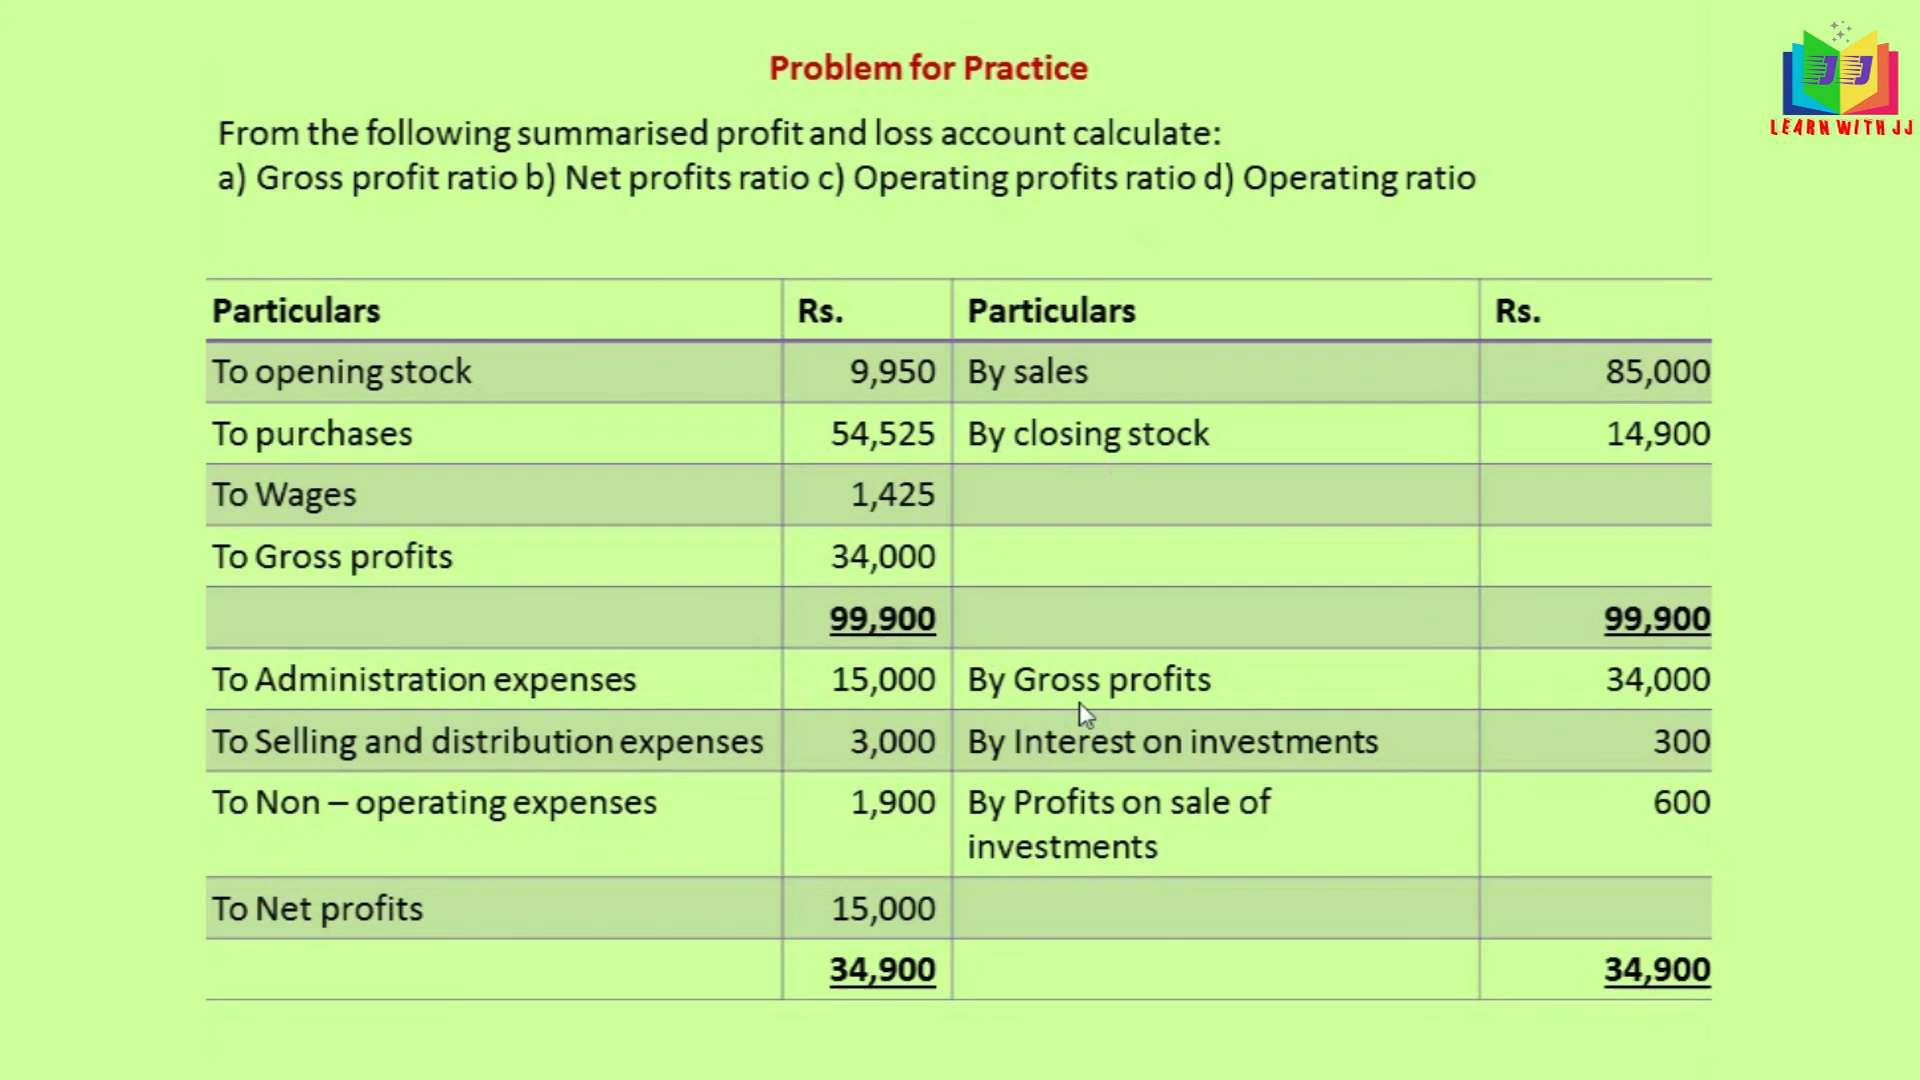 Problem for Practice
LEARN WITH JJ
From the following summarised profit and loss account calculate:
a) Gross profit ratio b) Net profits ratio c) Operating profits ratio d) Operating ratio
Particulars Rs. Particulars Rs.
To opening stock 9,950 By sales 85,000
To purchases 54,525 By closing stock 14,900
To Wages 1,425
To Gross profits 34,000
99,900 99,900
To Administration expenses 15,000 By Gross profits 34,000
To Selling and distribution expenses 3,000 By Interest on investments 300
To Non – operating expenses 1,900 By Profits on sale of 600
investments
To Net profits 15,000
34,900 34,900